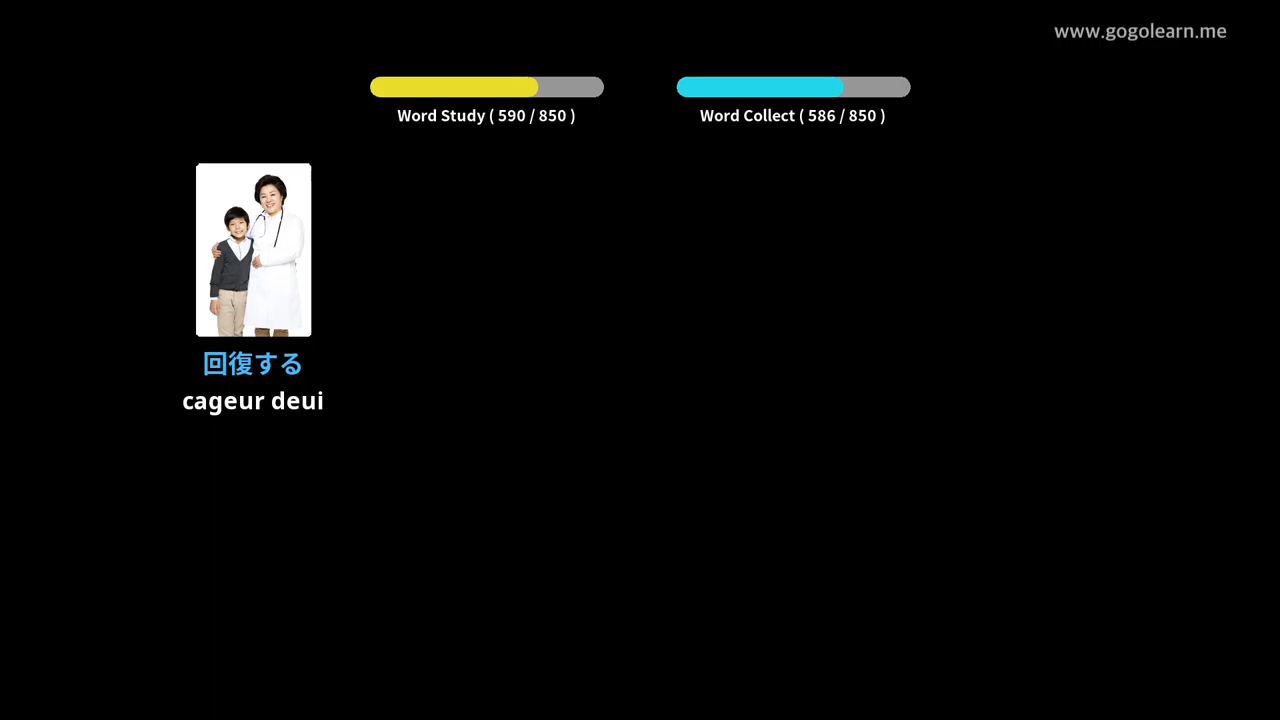 www.gogolearn.me
Word Study ( 590 / 850 )
Word Collect ( 586 / 850 )
回復する
cageur deui